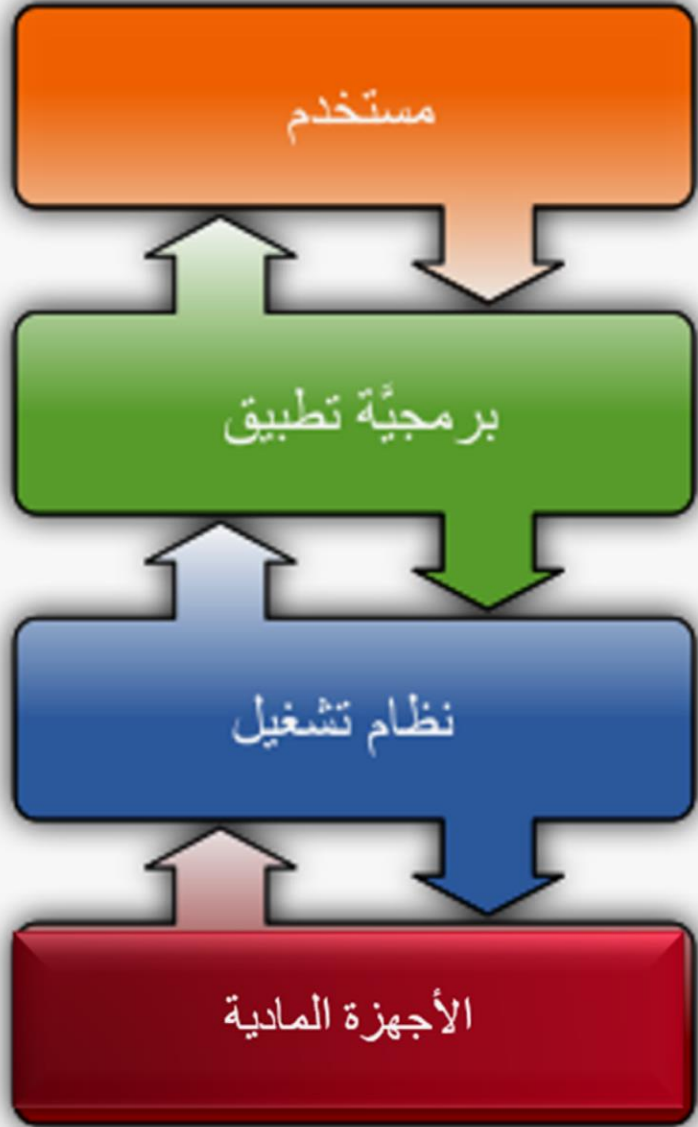 مستخدم
برمجيَّة تطبيق
نظام تشغيل
الأجهزة المادية